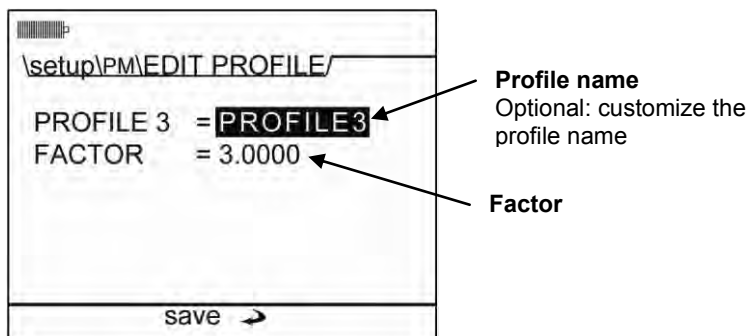 \setup\PM\EDIT PROFILE/
PROFILE 3 = PROFILE3
FACTOR = 3.0000
save
Profile name
Optional: customize the
profile name
Factor